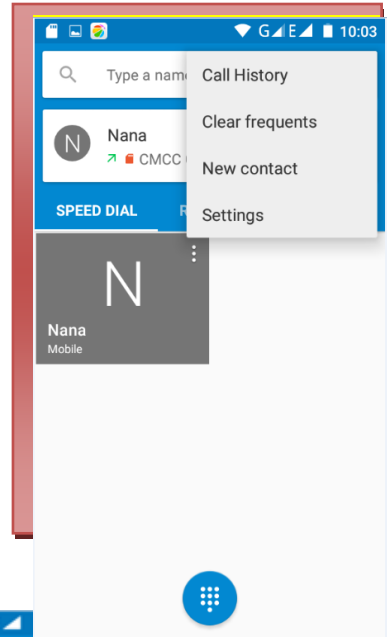 G E 10:03
Type a name
Call History
Clear frequents
New contact
Settings
N
Nana
CMCC
SPEED DIAL
R
N
Nana
Mobile